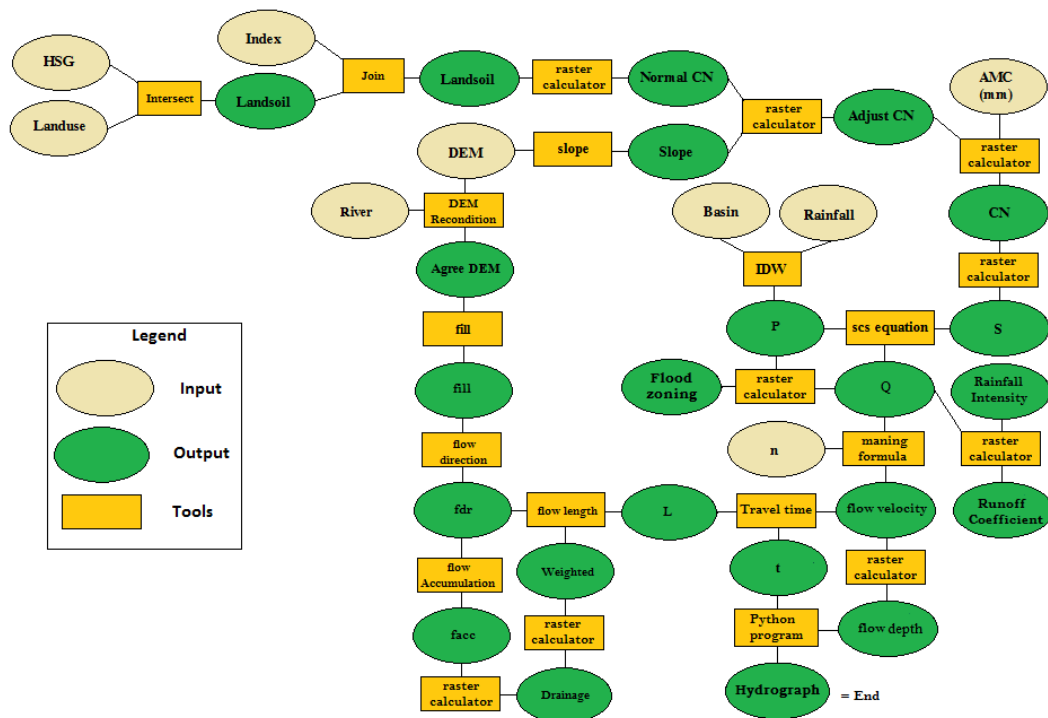 Index
HSG
Intersect
Landsoil
Landuse
Join
Landsoil
raster
calculator
Normal CN
raster
calculator
Adjust CN
AMC
(mm)
raster
calculator
DEM
slope
Slope
CN
River
DEM
Recondition
Basin
Rainfall
IDW
raster
calculator
Agree DEM
P
scs equation
S
fill
Flood
zoning
raster
calculator
Q
Rainfall
Intensity
fill
n
maning
formula
raster
calculator
flow
direction
fdr
flow length
L
Travel time
flow velocity
Runoff
Coefficient
flow
Accumulation
Weighted
t
raster
calculator
facc
raster
calculator
Python
program
flow depth
raster
calculator
Drainage
Hydrograph
= End
Legend
Input
Output
Tools